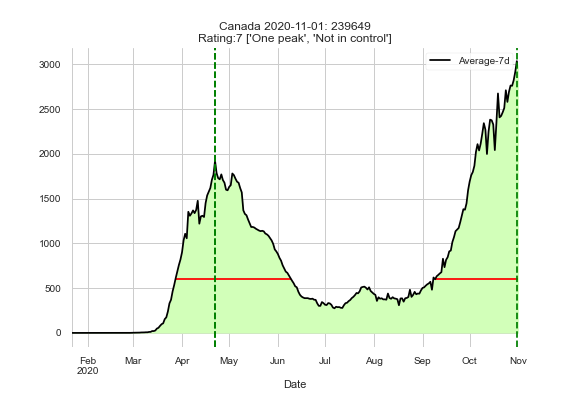 Canada 2020-11-01: 239649
Rating:7 ['One peak', 'Not in control']
Average-7d
3000
2500
2000
1500
1000
500
0
Feb Mar Apr May Jun Jul Aug Sep Oct Nov
2020
Date